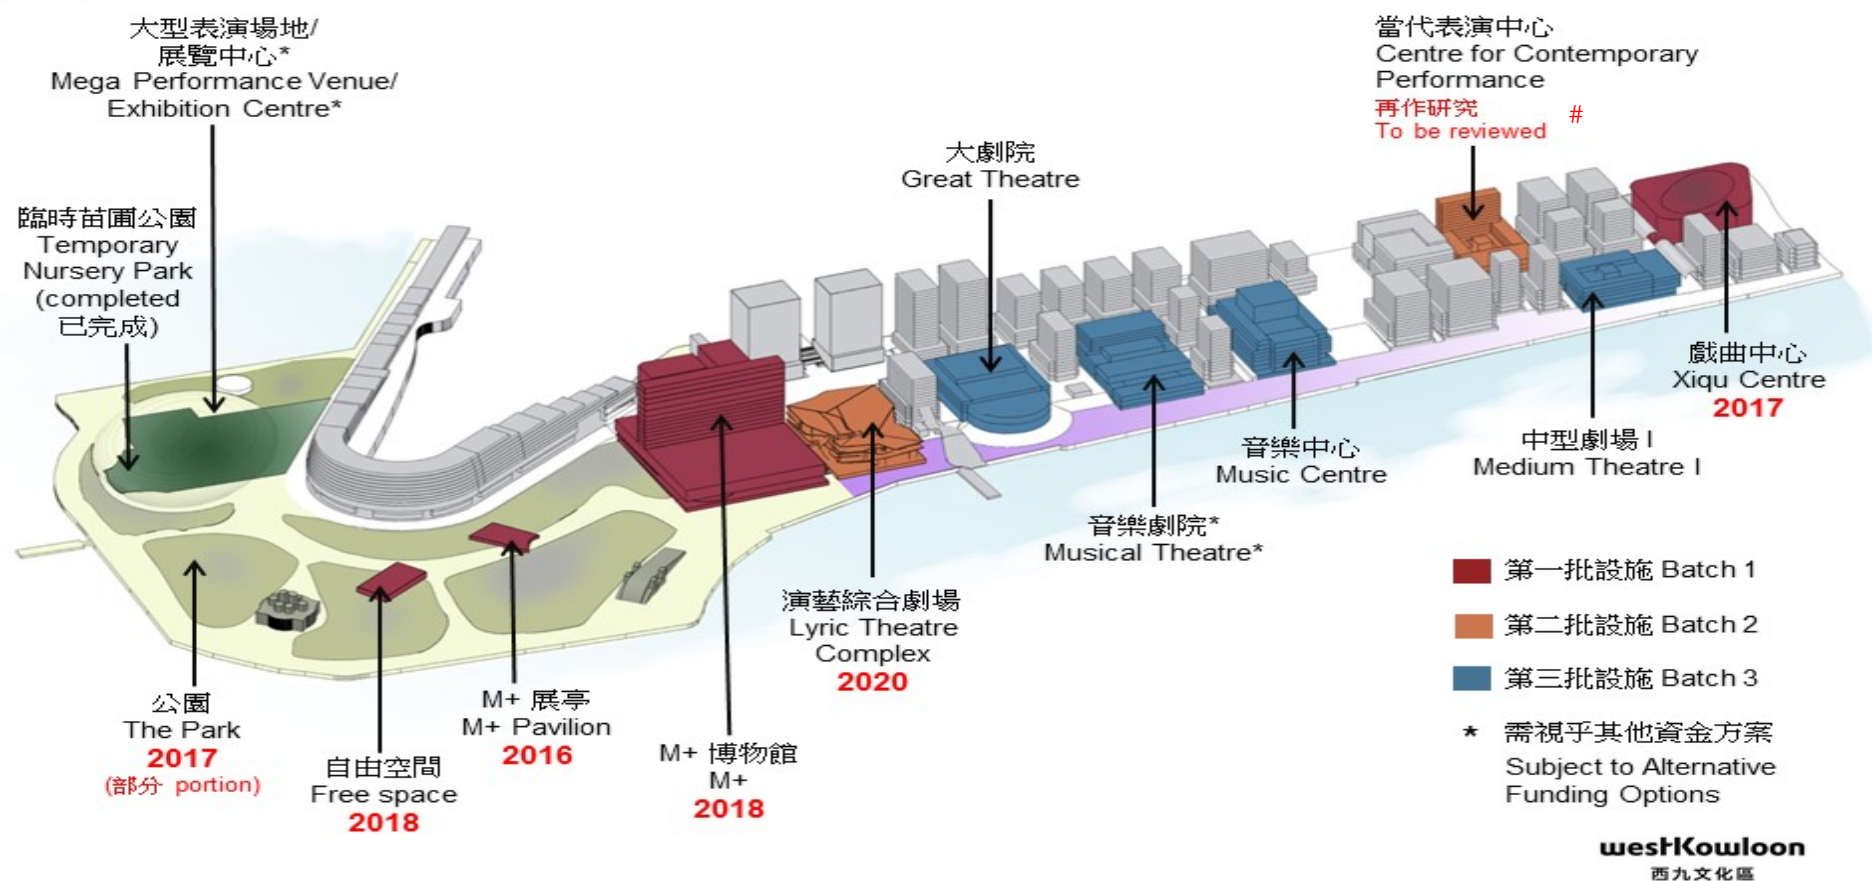 大型表演場地/
展覽中心*
Mega Performance Venue/
Exhibition Centre*
當代表演中心
Centre for Contemporary
Performance
再作研究 #
To be reviewed
大劇院
Great Theatre
臨時苗圃公園
Temporary
Nursery Park
(completed
已完成)
戲曲中心
Xiqu Centre
2017
中型劇場 I
Medium Theatre I
音樂中心
Music Centre
音樂劇院*
Musical Theatre*
演藝綜合劇場
Lyric Theatre
Complex
2020
公園
The Park
2017
(部分 portion)
自由空間
Free space
2018
M+ 展亭
M+ Pavilion
2016
M+ 博物館
M+
2018
第一批設施 Batch 1
第二批設施 Batch 2
第三批設施 Batch 3
* 需視乎其他資金方案
Subject to Alternative
Funding Options
westKowloon
西九文化區